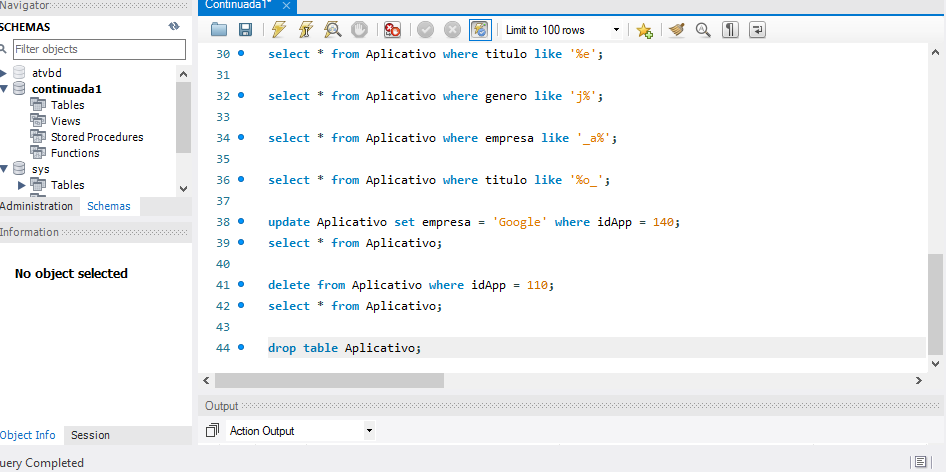 Navigator
SCHEMAS
Filter objects
atvbd
continuada1
Tables
Views
Stored Procedures
Functions
sys
Tables
Administration Schemas
Information
No object selected
Object Info Session
uery Completed
Continuada1*
Limit to 100 rows
30 select * from Aplicativo where titulo like '%e';
31
32 select * from Aplicativo where genero like 'j%';
33
34 select * from Aplicativo where empresa like '_a%';
35
36 select * from Aplicativo where titulo like '%o_';
37
38 update Aplicativo set empresa = 'Google' where idApp = 140;
39 select * from Aplicativo;
40
41 delete from Aplicativo where idApp = 110;
42 select * from Aplicativo;
43
44 drop table Aplicativo;
Output
Action Output